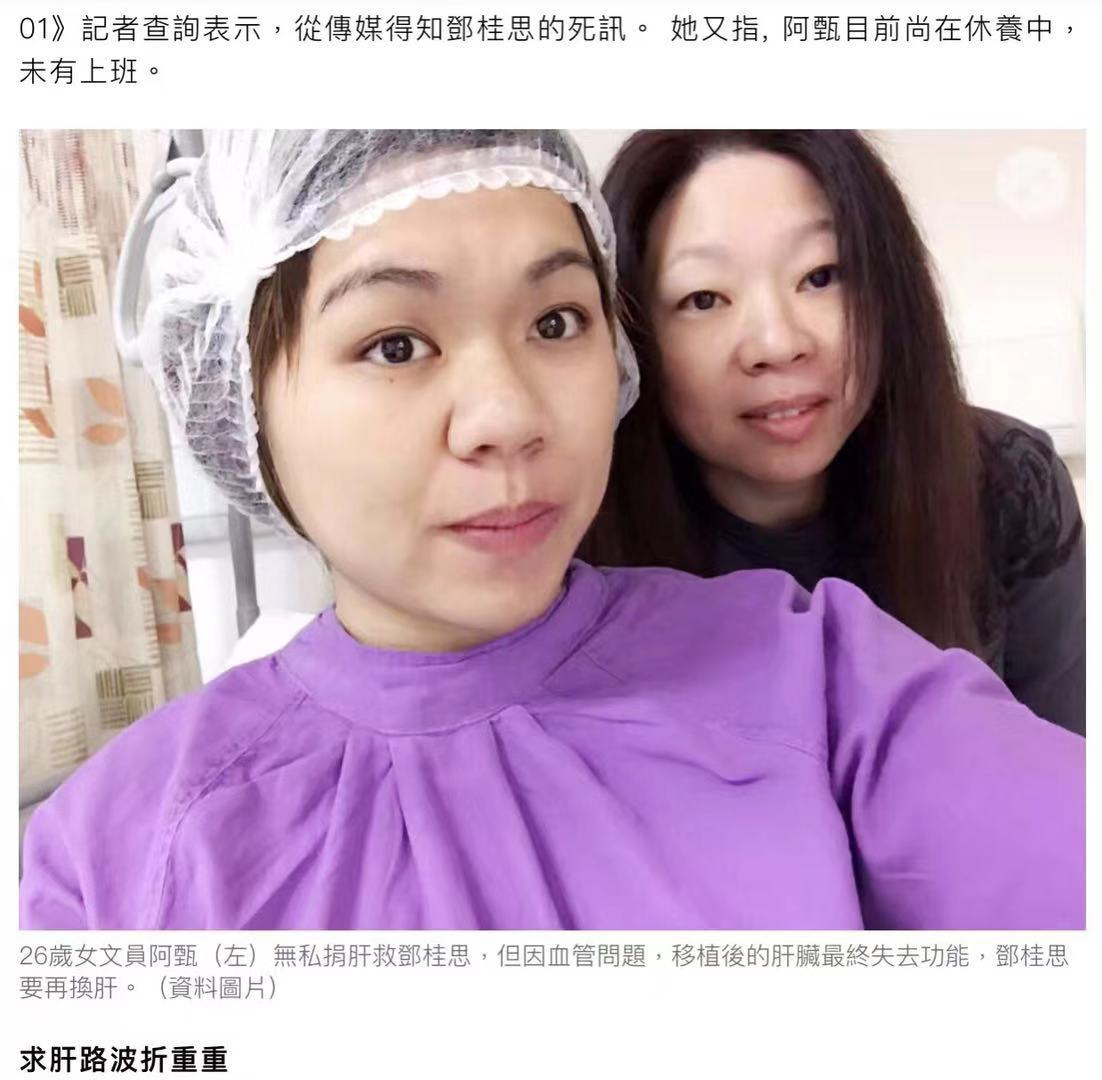 01》記者查詢表示，從傳媒得知鄧桂思的死訊。 她又指, 阿甄目前尚在休養中，
未有上班。
26歲女文員阿甄（左）無私捐肝救鄧桂思，但因血管問題，移植後的肝臟最終失去功能，鄧桂思
要再換肝。（資料圖片）
求肝路波折重重